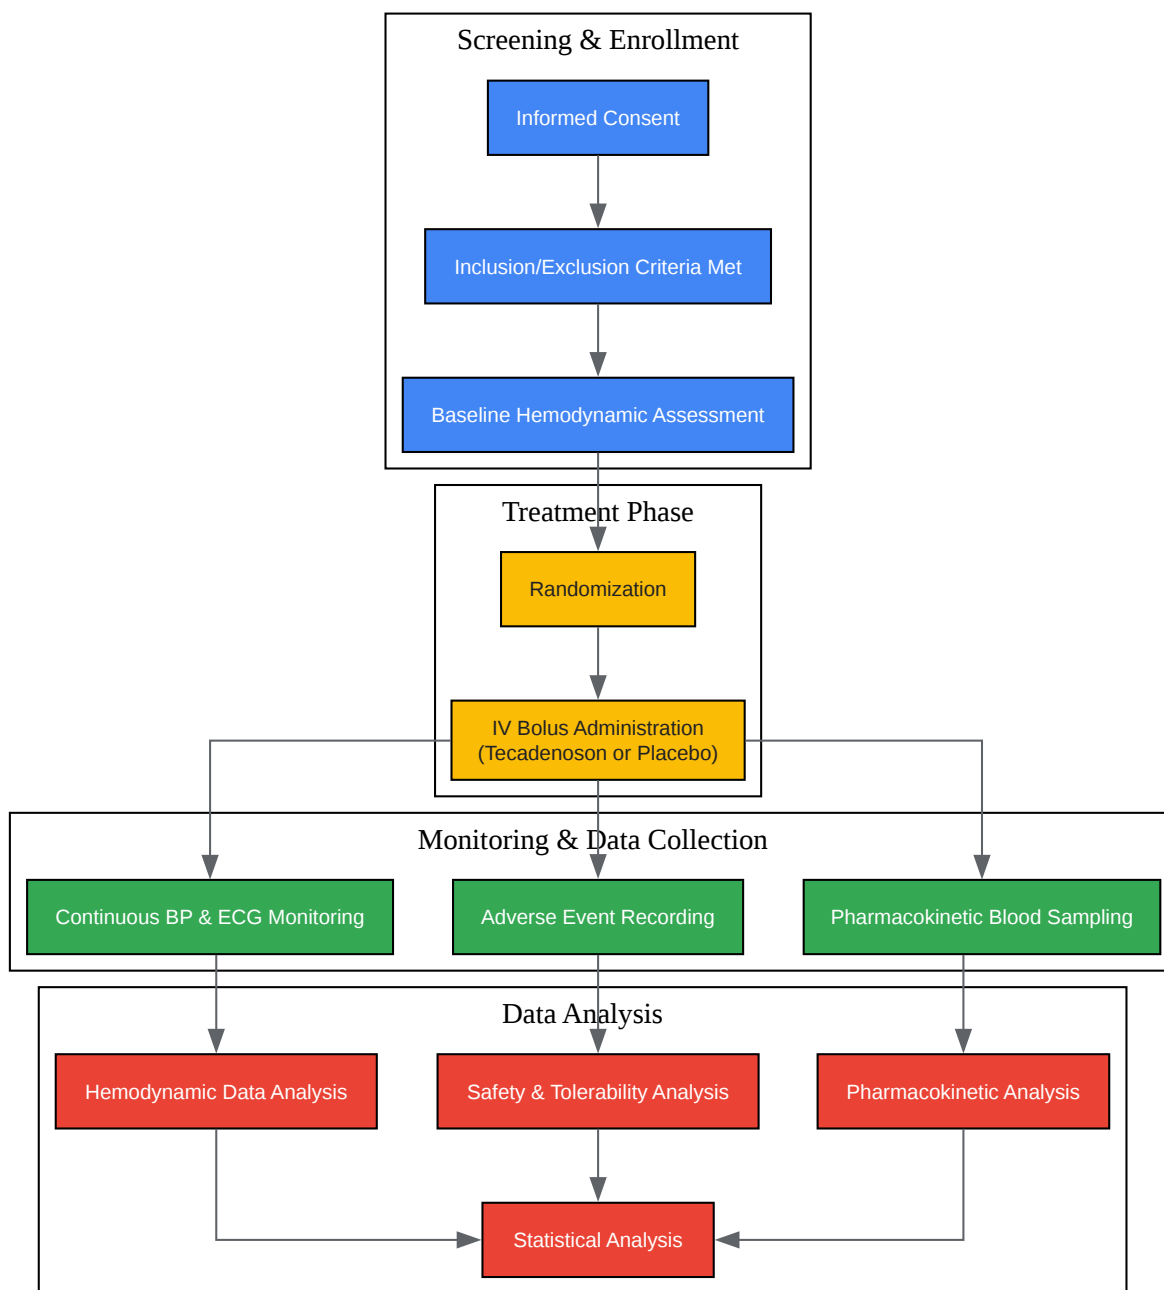 Screening & Enrollment
Informed Consent
Inclusion/Exclusion Criteria Met
Baseline Hemodynamic Assessment
Treatment Phase
Randomization
IV Bolus Administration
(Tecadenoson or Placebo)
Monitoring & Data Collection
Continuous BP & ECG Monitoring
Adverse Event Recording
Pharmacokinetic Blood Sampling
Data Analysis
Hemodynamic Data Analysis
Safety & Tolerability Analysis
Pharmacokinetic Analysis
Statistical Analysis